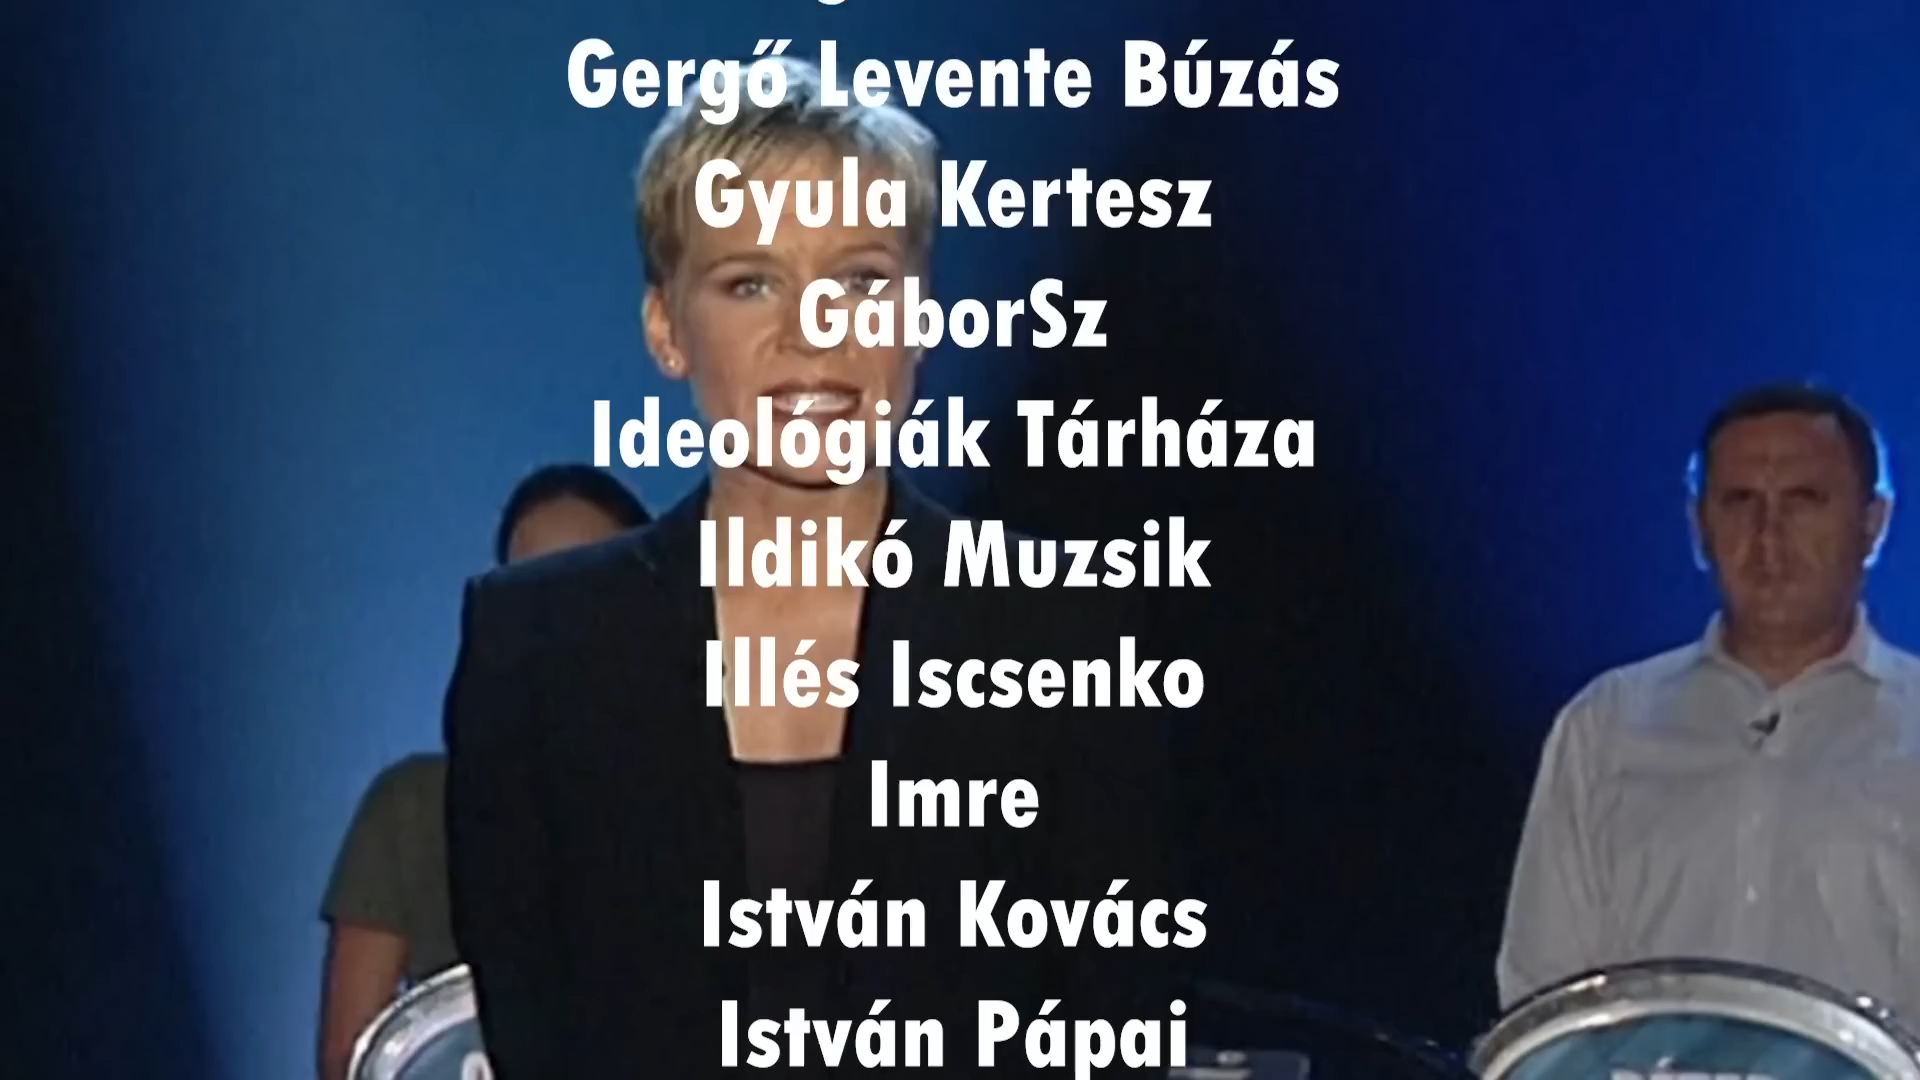 Gergő Levente Búzás
Gyula Kertesz
GáborSz
Ideológiák Tárháza
Ildikó Muzsik
Illés Iscsenko
Imre
István Kovács
István Pápai